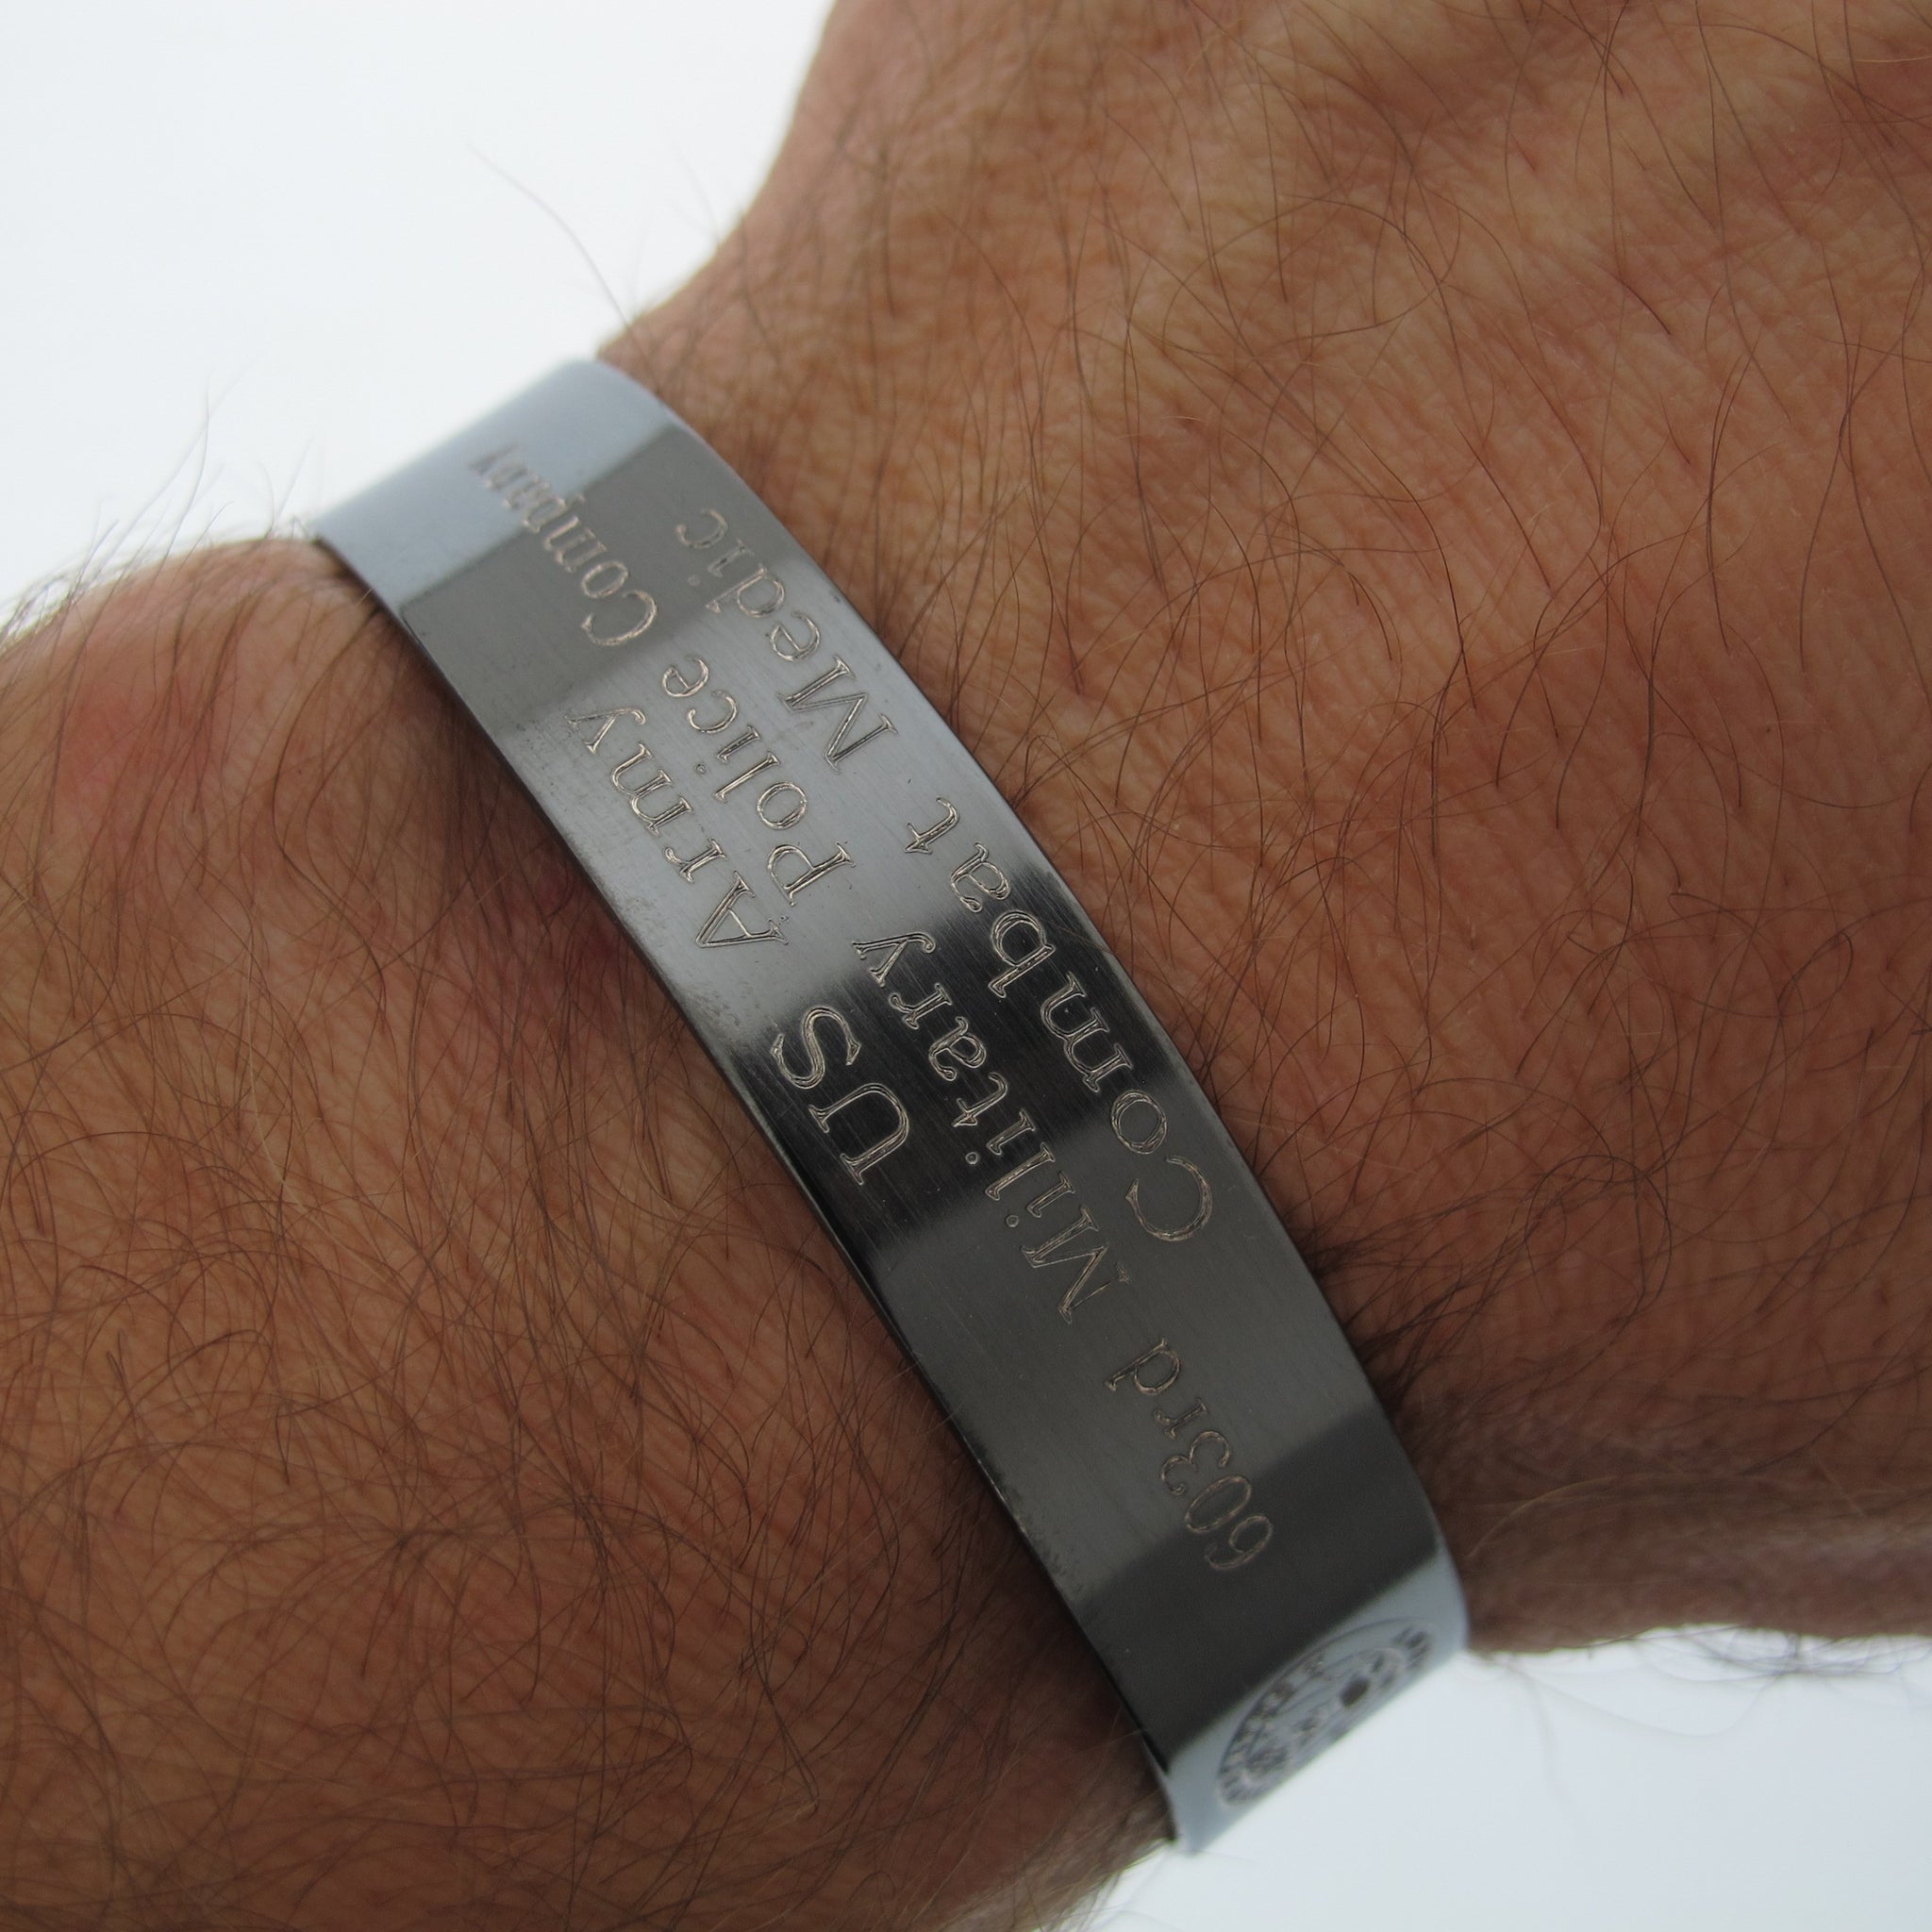 US Army
603rd Military Police Company
Combat Medic